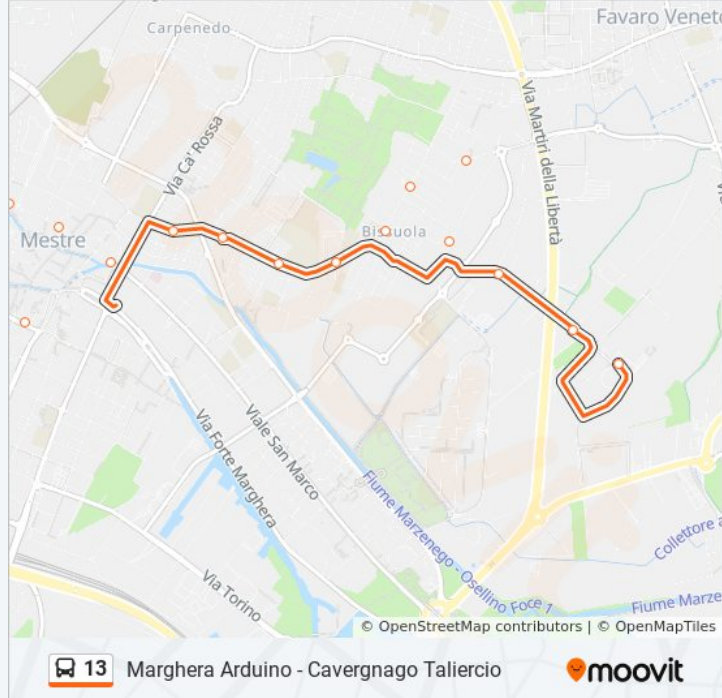 Carpenedo
Favaro Venet
Via Martiri della Libertà
Via Ca' Rossa
Mestre
Bissuola
Viale San Marco
Via Forte Marghera
Fiume Marzenego - Osellino Foce 1
Collettore a
Via Torino
Fiume Marze
© OpenStreetMap contributors | © OpenMapTiles
13 Marghera Arduino - Cavergnago Taliercio
moovit